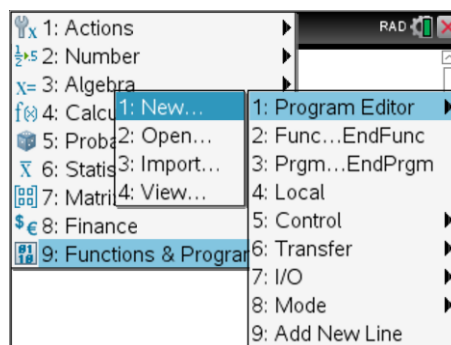 1: Actions
RAD
2: Number
3: Algebra
4: Calcu
5: Proba
6: Statis
7: Matri
8: Finance
9: Functions & Progra
1: New...
2: Open...
3: Import...
4: View...
1: Program Editor
2: Func...EndFunc
3: Prgm...EndPrgm
4: Local
5: Control
6: Transfer
7: I/O
8: Mode
9: Add New Line